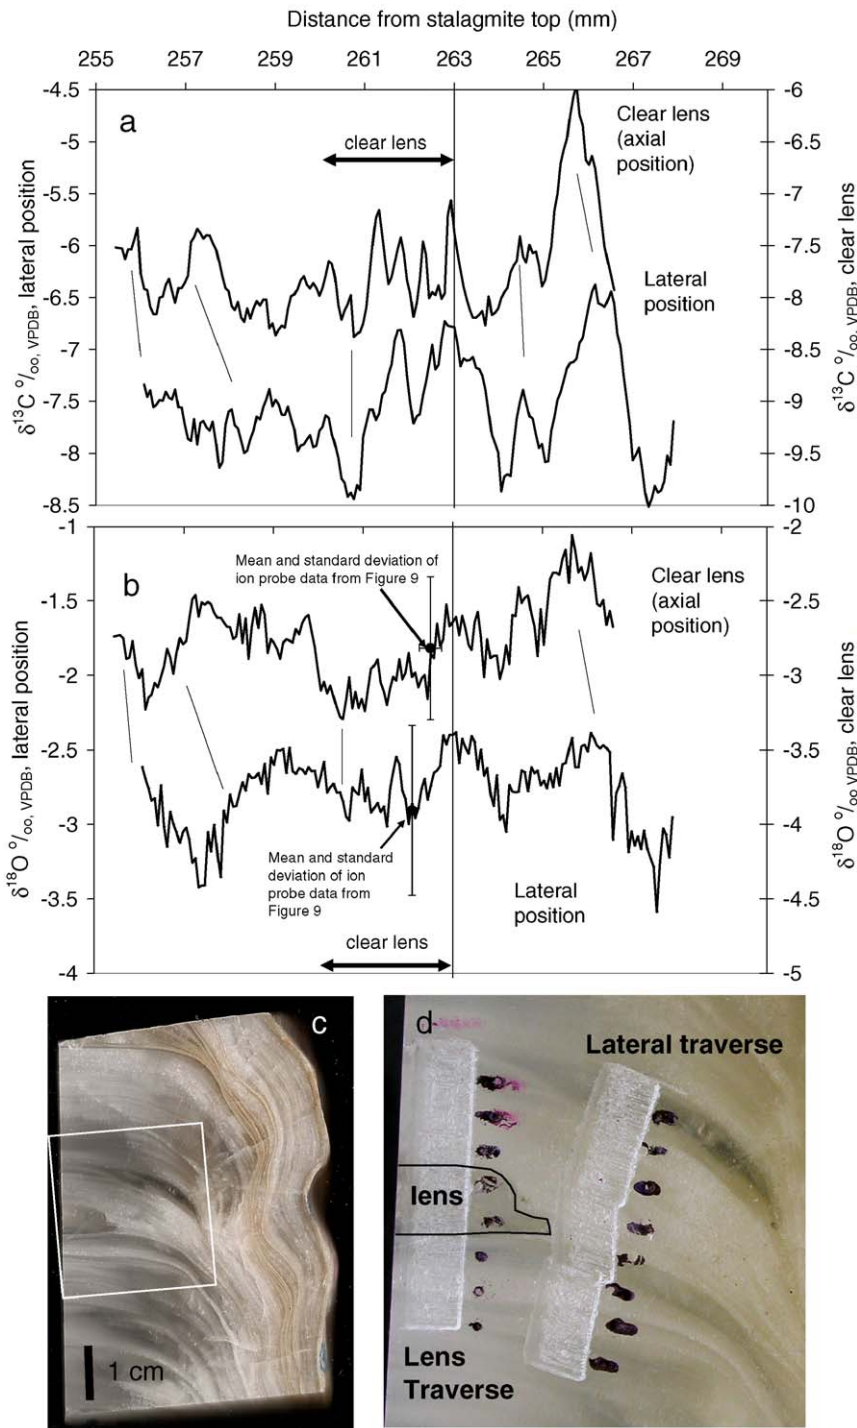 Distance from stalagmite top (mm)
255 257 259 261 263 265 267 269
-4.5
-5
-5.5
-6
-6.5
-7
-7.5
-8
-8.5
δ13C o/oo, VPDB, lateral position
a
clear lens
Clear lens
(axial
position)
Lateral
position
-6
-6.5
-7
-7.5
-8
-8.5
-9
-9.5
-10
δ13C o/oo, VPDB, clear lens
-1
-1.5
-2
-2.5
-3
-3.5
-4
δ18O o/oo, VPDB, lateral position
b
Mean and standard deviation of
ion probe data from Figure 9
Clear lens
(axial
position)
Mean and standard
deviation of ion
probe data from
Figure 9
Lateral
position
clear lens
-2
-2.5
-3
-3.5
-4
-4.5
-5
δ18O o/oo, VPDB, clear lens
c
1 cm
d
Lateral traverse
lens
Lens
Traverse